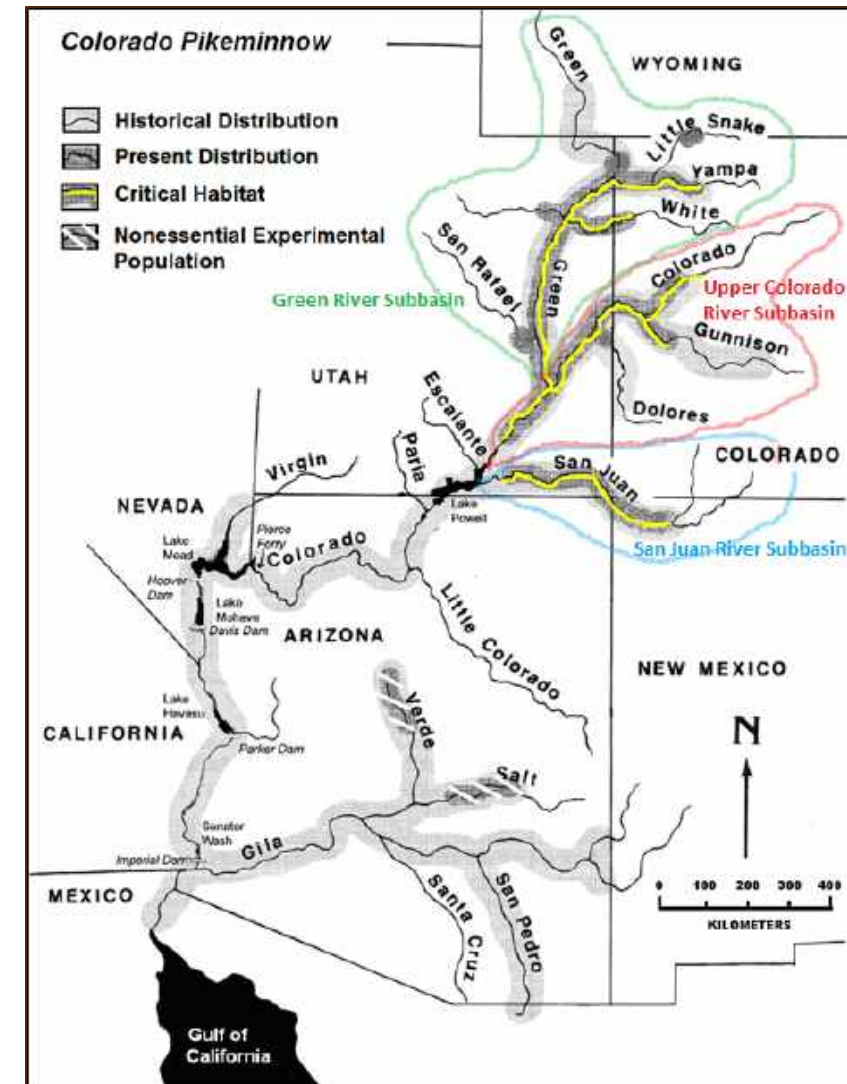 Colorado Pikeminnow
Historical Distribution
Present Distribution
Critical Habitat
Nonessential Experimental
Population
Green
WYOMING
Little Snake
Yampa
White
San Rafael
Green
Colorado
Green River Subbasin
Upper Colorado
River Subbasin
Gunnison
UTAH
Escalante
Dolores
Paria
Virgin
San Juan
COLORADO
NEVADA
Lake
Powell
Lake
Mead
Pierce
Ferry
Colorado
San Juan River Subbasin
Hoover
Dam
Lake
Mohave
Davis Dam
ARIZONA
Little Colorado
NEW MEXICO
Lake
Havasu
CALIFORNIA
Parker Dam
Verde
N
Salt
Senator
Wash
Gila
Imperial Dam
MEXICO
Santa Cruz
San Pedro
0 100 200 300 400
KILOMETERS
Gulf of
California